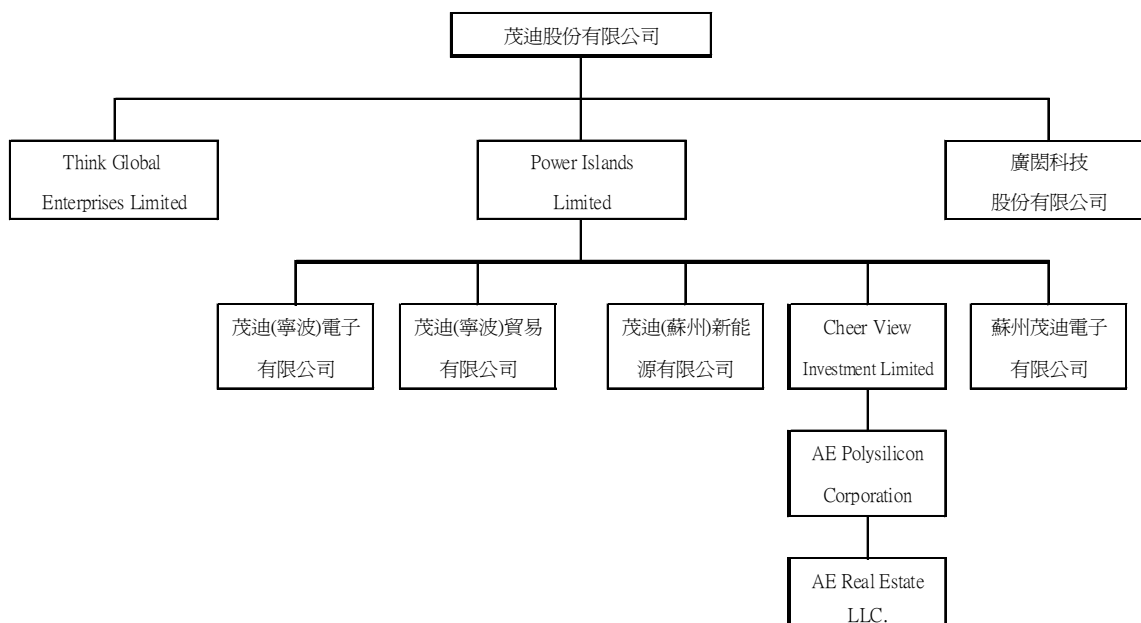 茂迪股份有限公司
Think Global
Enterprises Limited
Power Islands
Limited
廣閎科技
股份有限公司
茂迪(寧波)電子
有限公司
茂迪(寧波)貿易
有限公司
茂迪(蘇州)新能
源有限公司
Cheer View
Investment Limited
蘇州茂迪電子
有限公司
AE Polysilicon
Corporation
AE Real Estate
LLC.